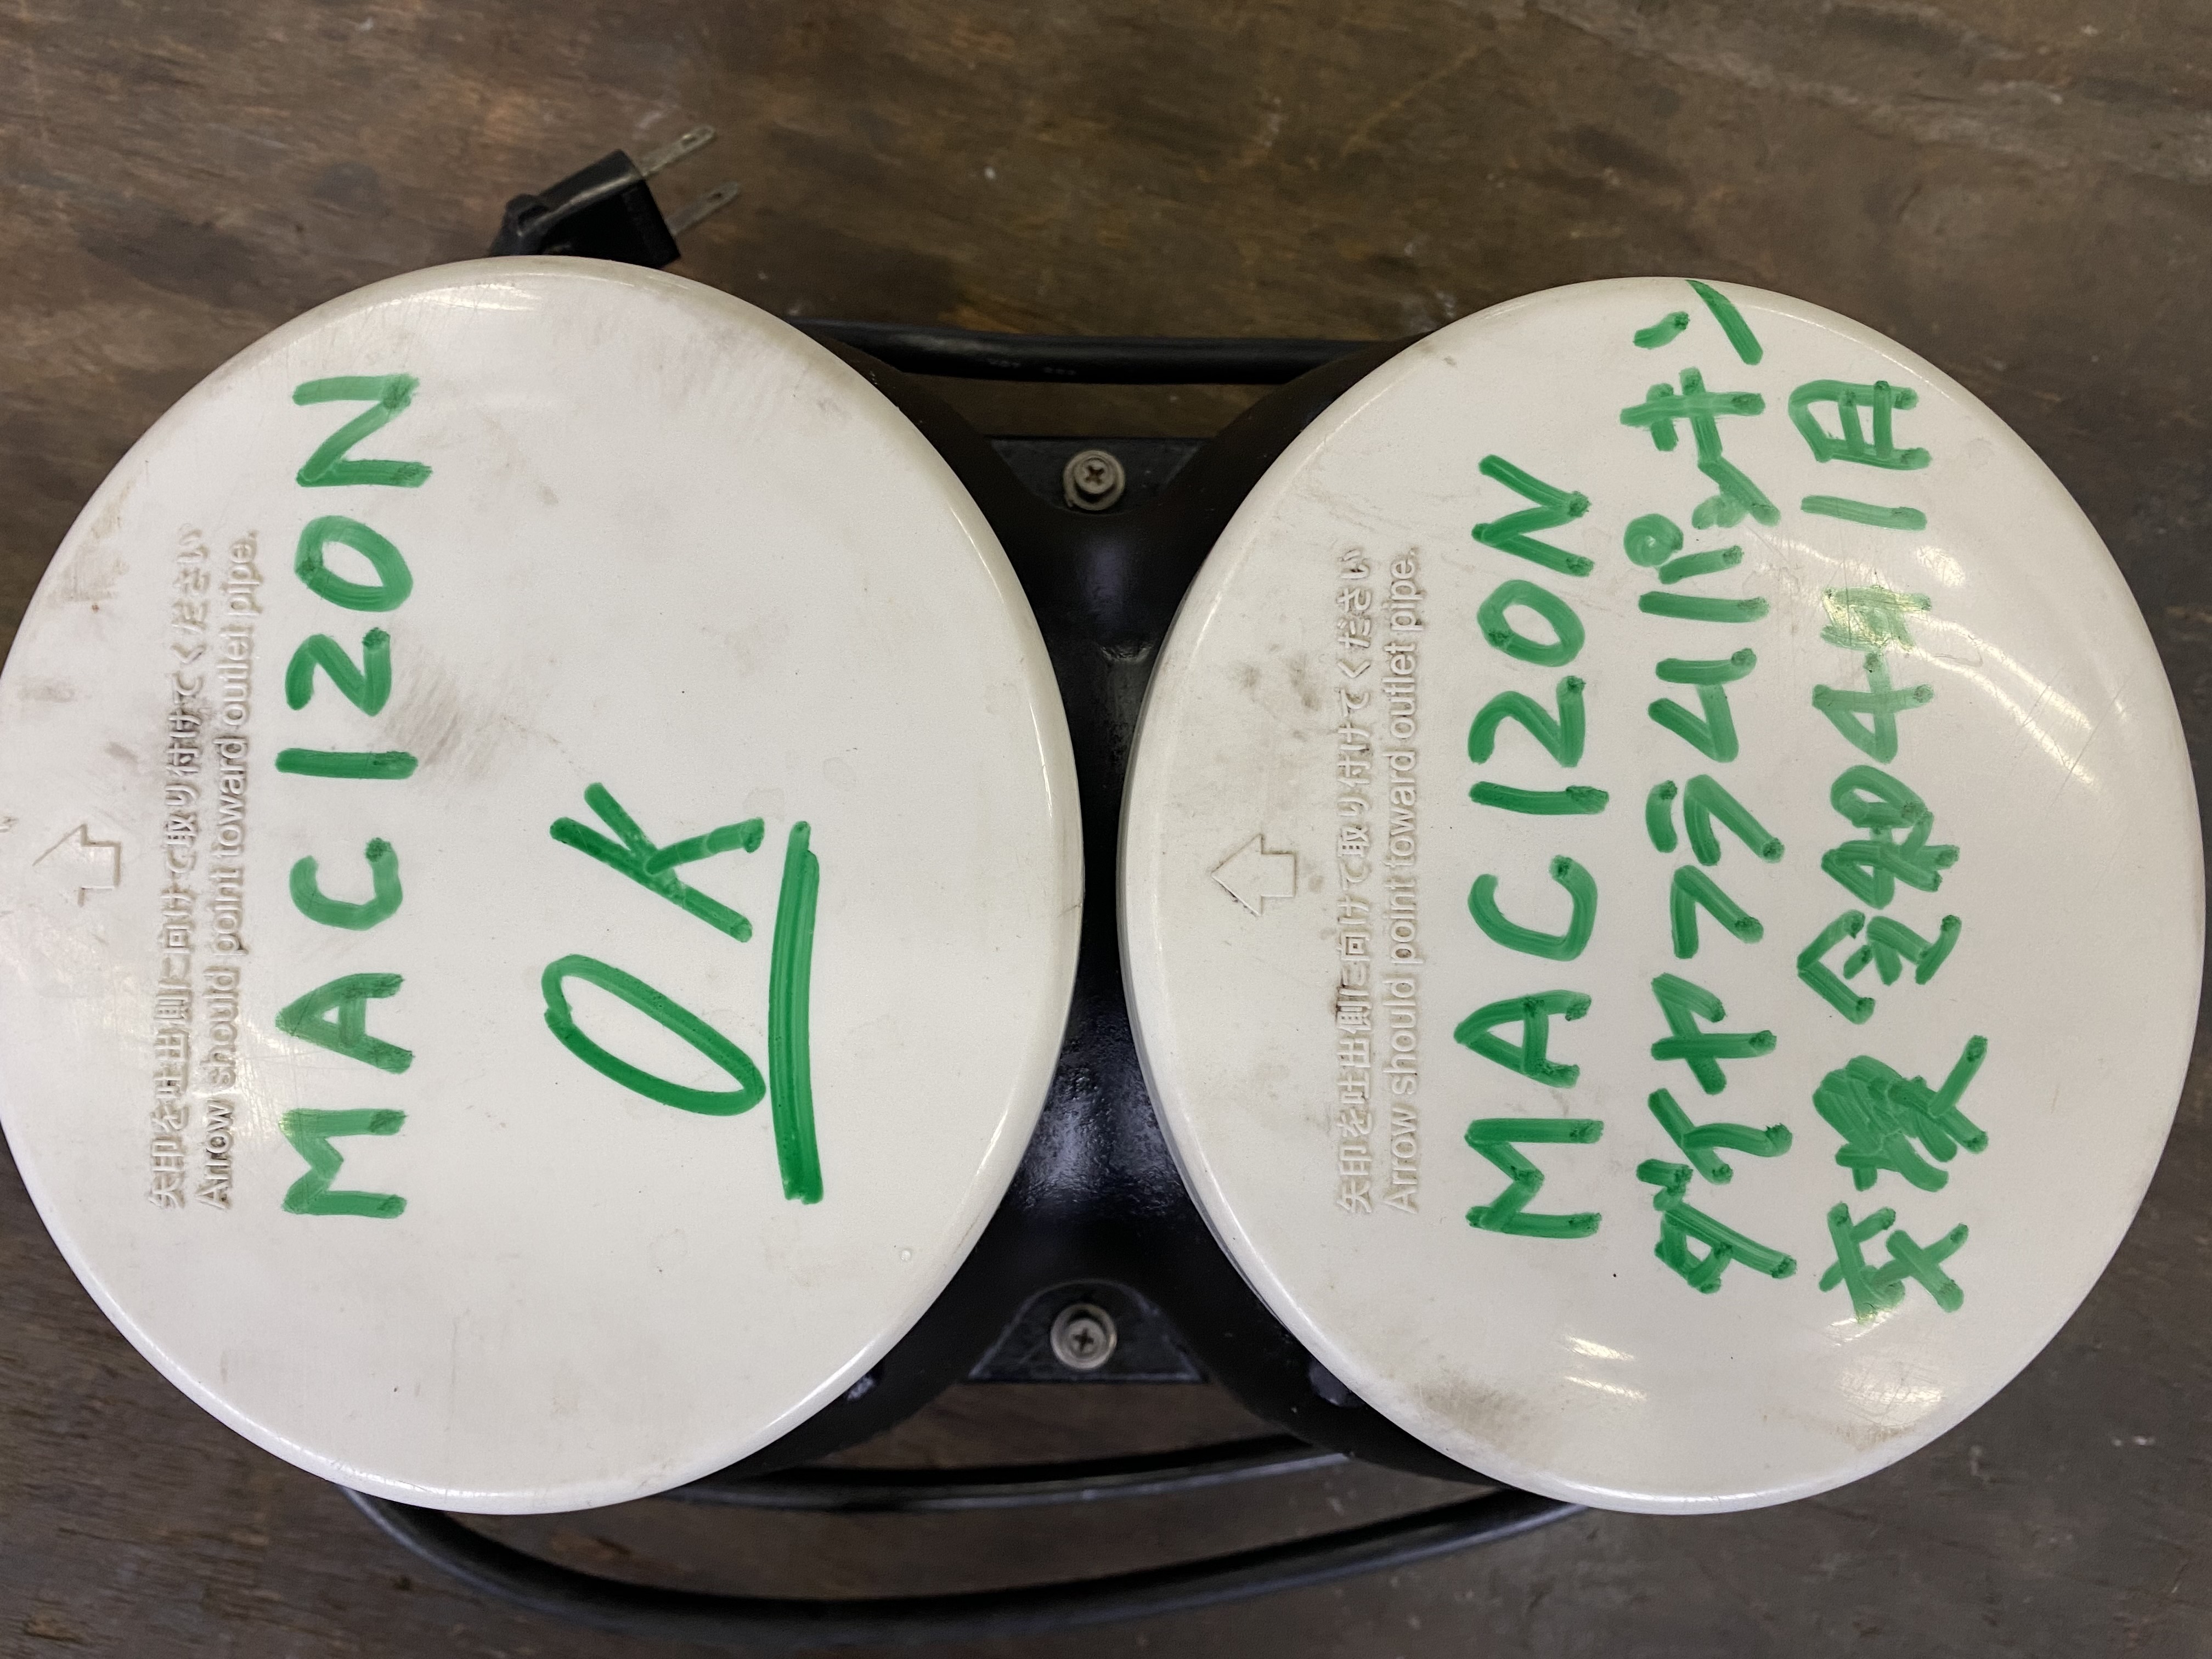 矢印を吐出側に向けて取り付けてください
Arrow should point toward outlet pipe.
MAC120N
OK
矢印を吐出側に向けて取り付けてください
Arrow should point toward outlet pipe.
MAC120N
ダイヤフラム パッキン
交換 令和4年1月